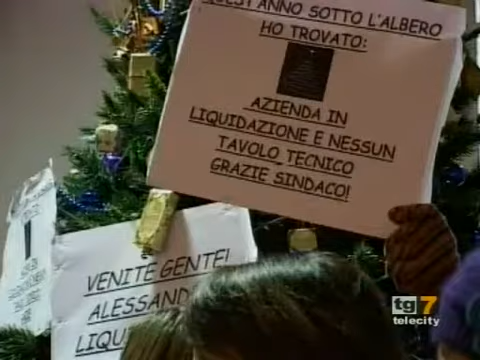 QUEST'ANNO SOTTO L'ALBERO
HO TROVATO:
AZIENDA IN
LIQUIDAZIONE E NESSUN
TAVOLO TECNICO
GRAZIE SINDACO!
VENITE GENTE!
ALESSAND
LIQU
tg7
telecity